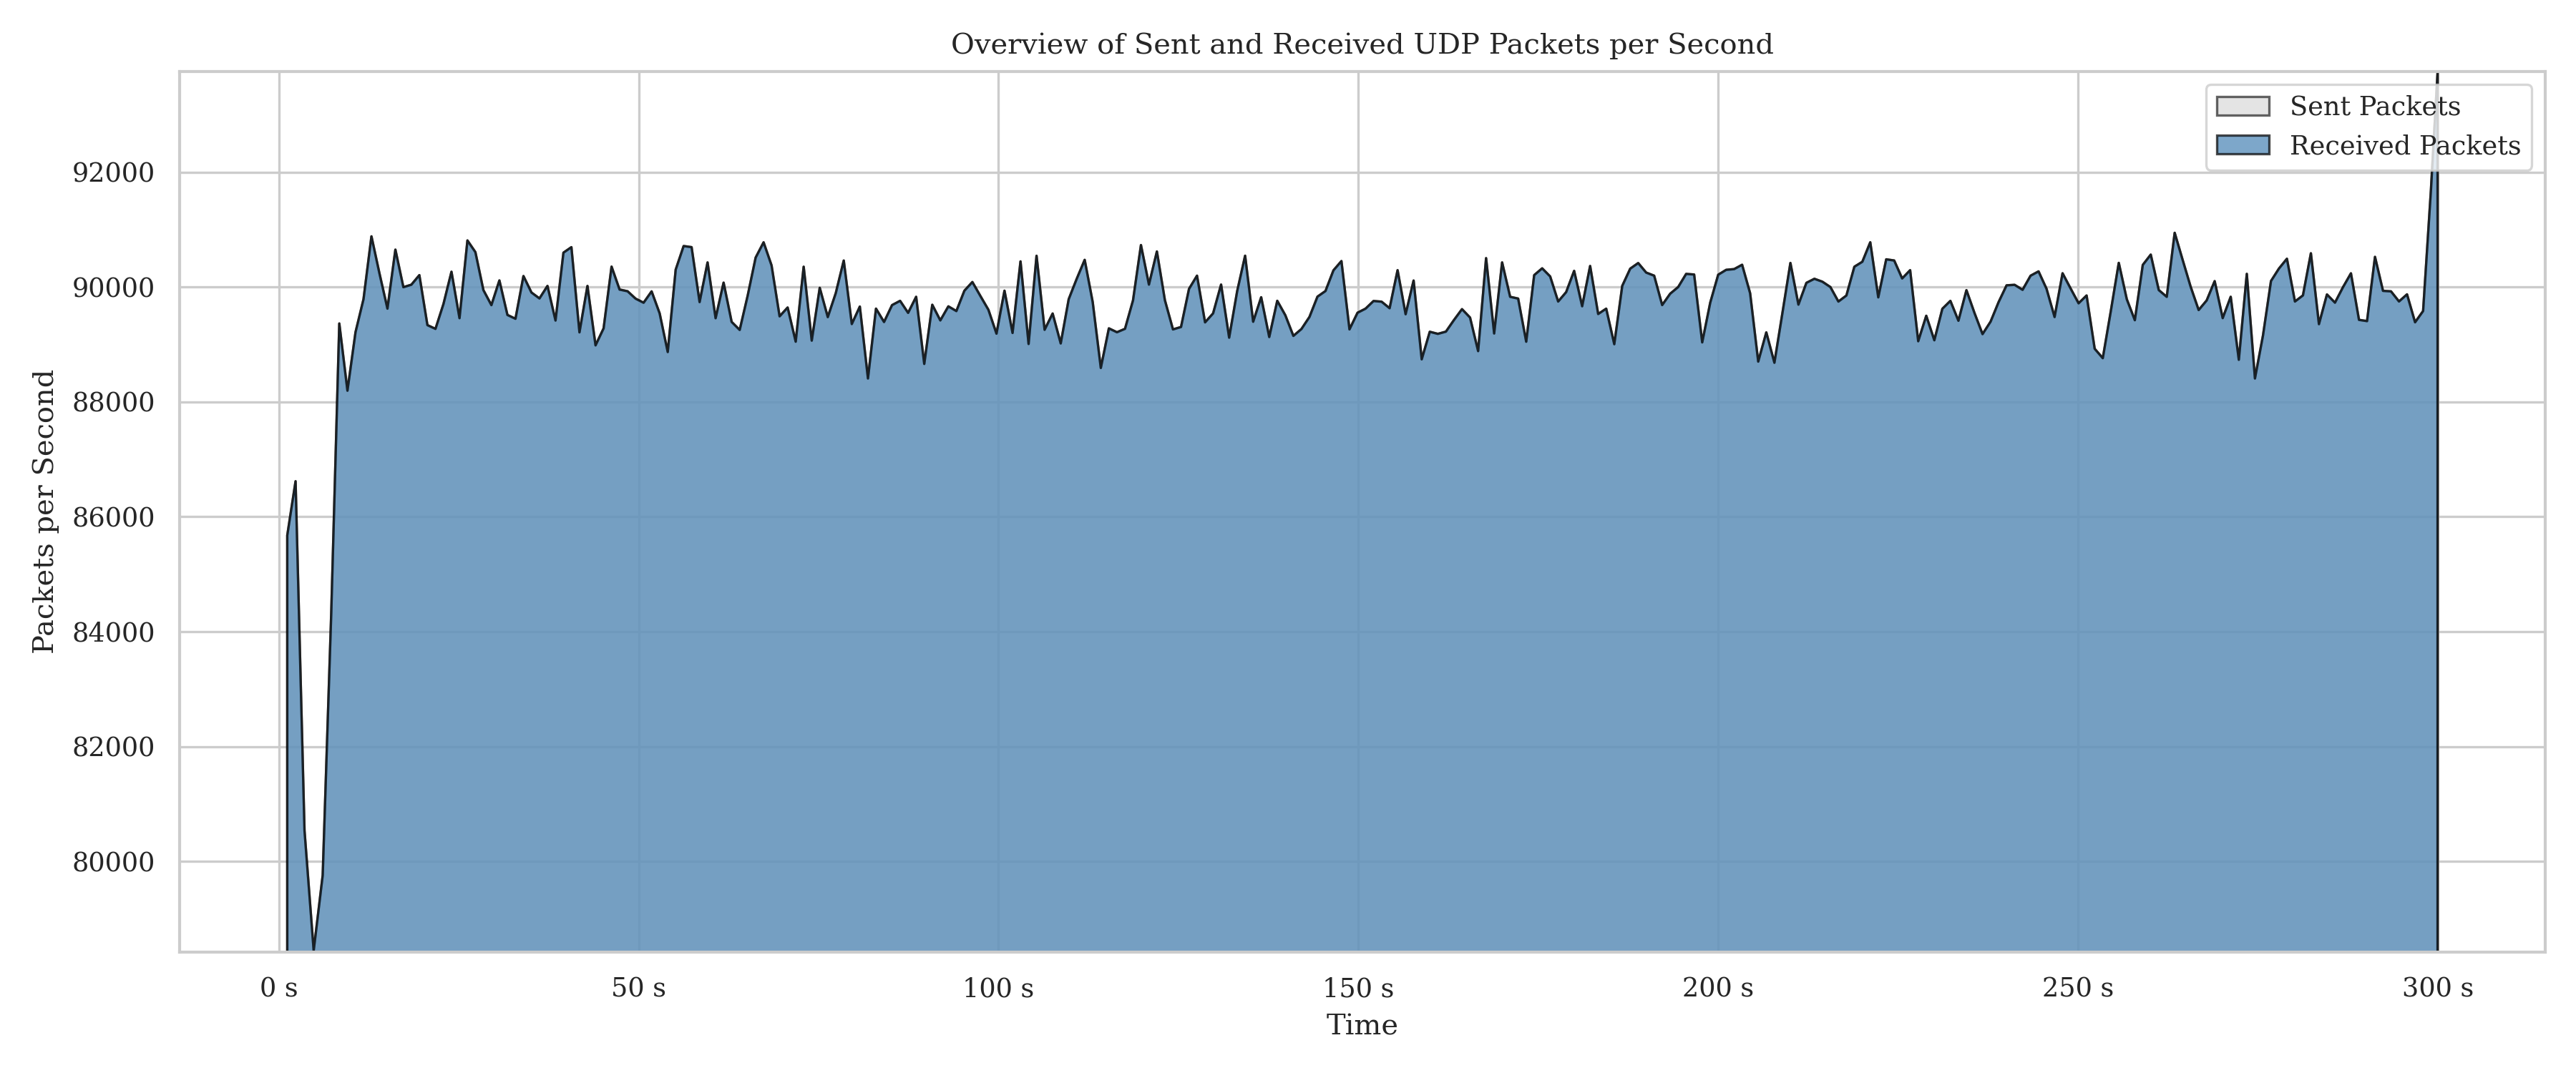 Overview of Sent and Received UDP Packets per Second
Sent Packets
Received Packets
Packets per Second
92000
90000
88000
86000
84000
82000
80000
0 s
50 s
100 s
150 s
200 s
250 s
300 s
Time